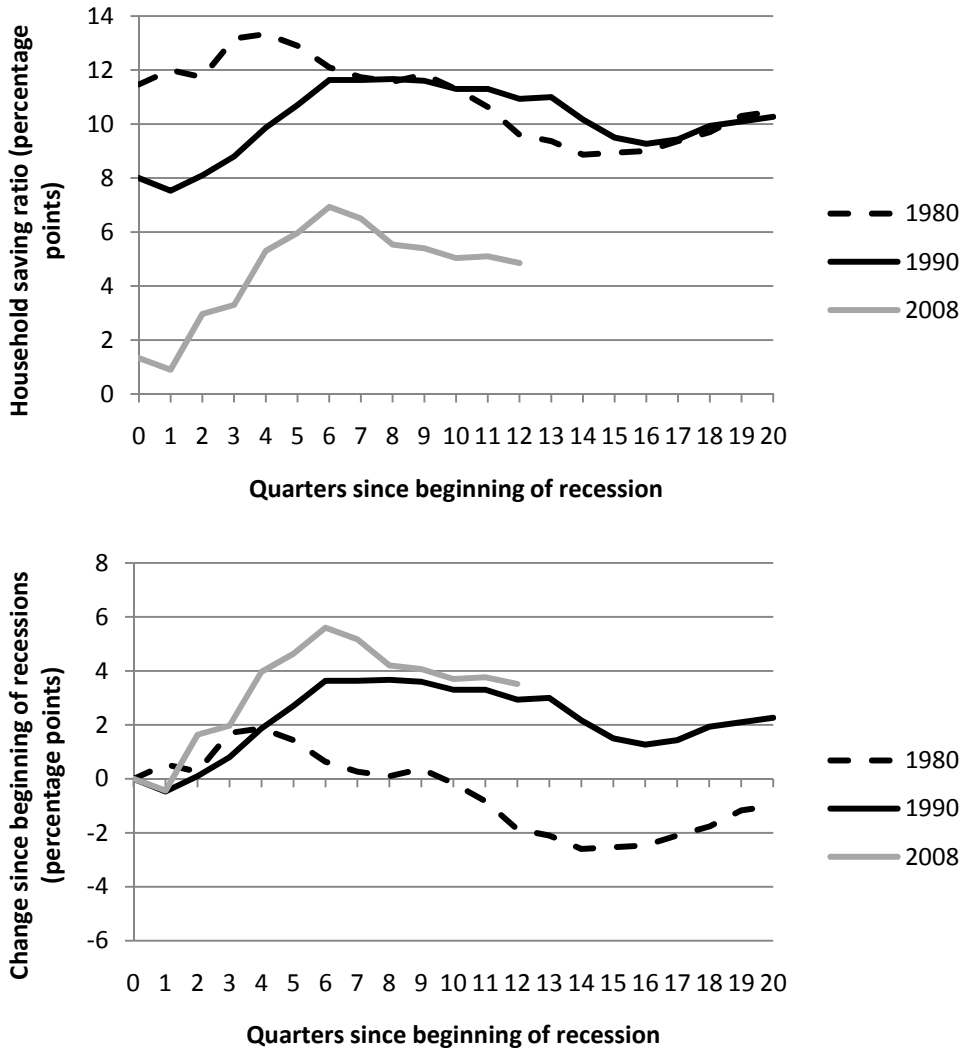 Household saving ratio (percentage
points)
14
12
10
8
6
4
2
0
0 1 2 3 4 5 6 7 8 9 10 11 12 13 14 15 16 17 18 19 20
Quarters since beginning of recession
1980
1990
2008
Change since beginning of recessions
(percentage points)
8
6
4
2
0
-2
-4
-6
0 1 2 3 4 5 6 7 8 9 10 11 12 13 14 15 16 17 18 19 20
Quarters since beginning of recession
1980
1990
2008